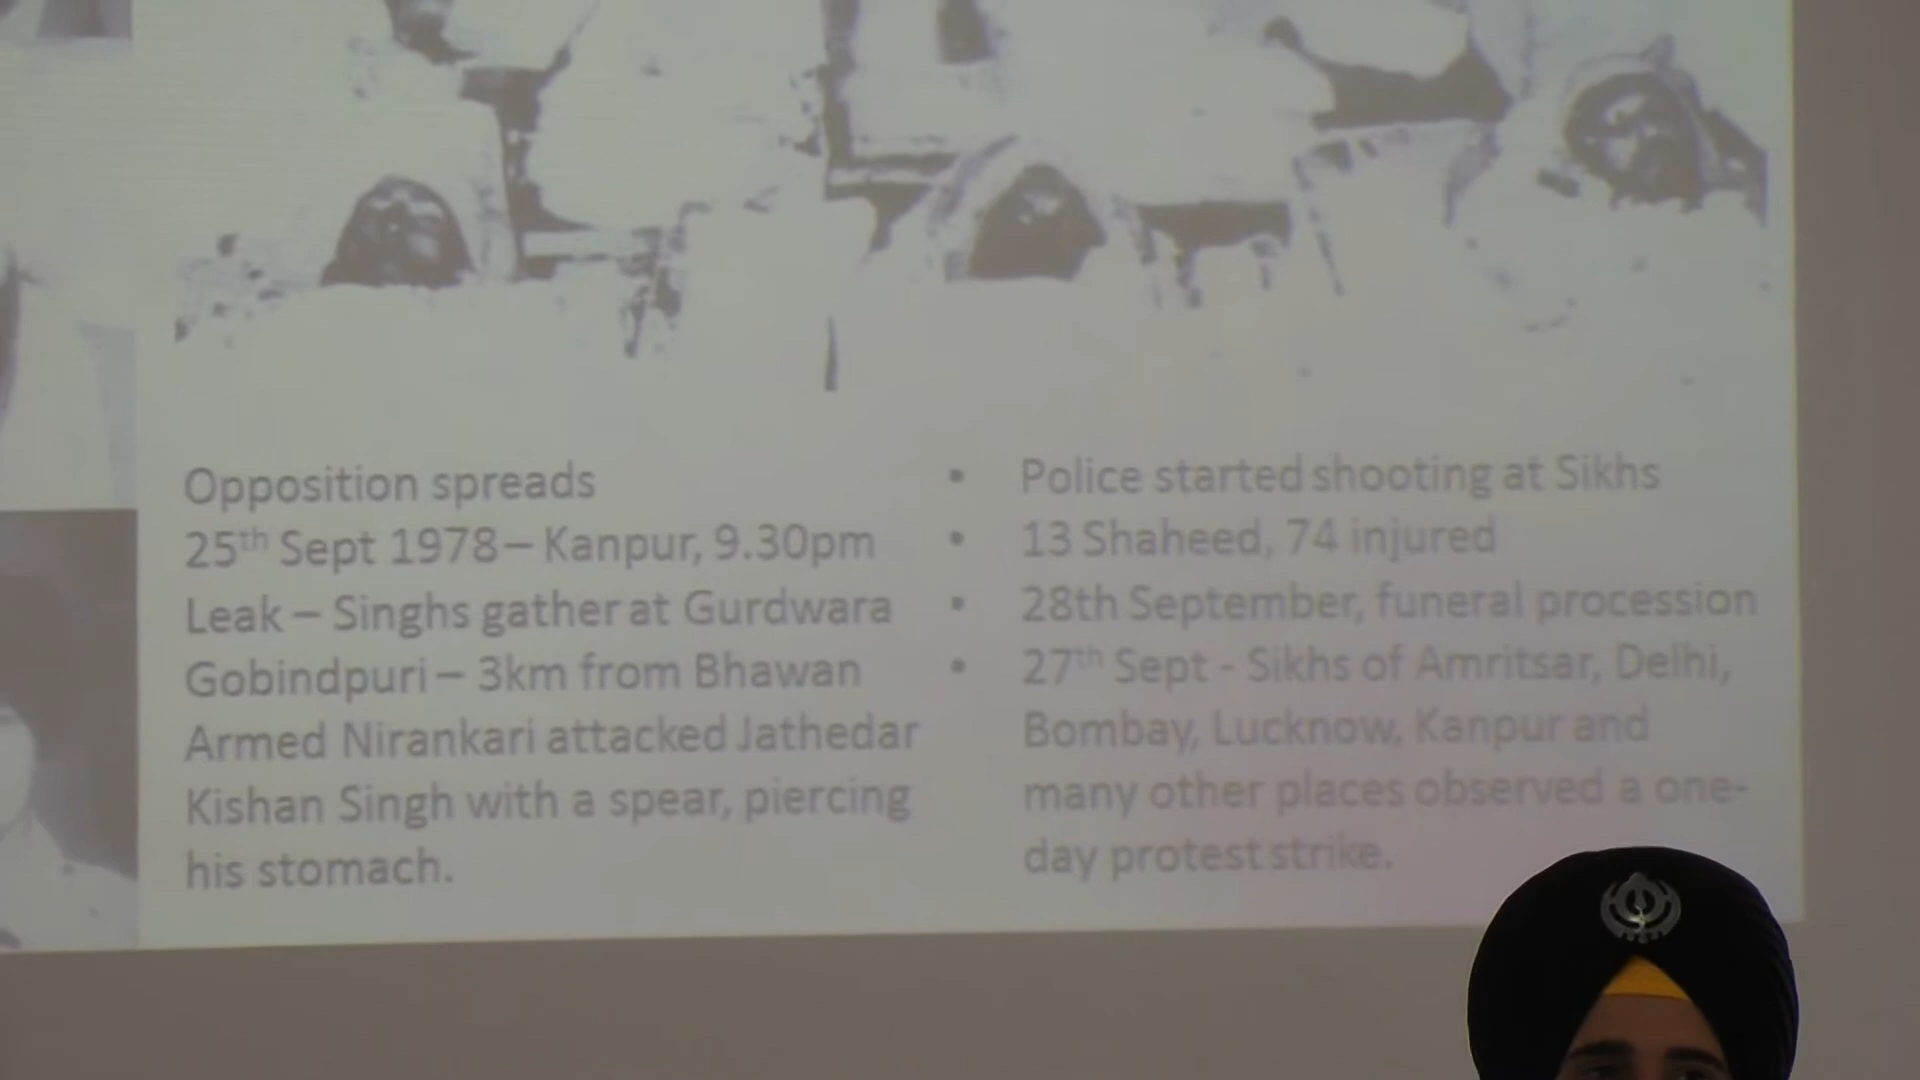 Opposition spreads
25th Sept 1978 – Kanpur, 9.30pm
Leak – Singhs gather at Gurdwara
Gobindpuri – 3km from Bhawan
Armed Nirankari attacked Jathedar
Kishan Singh with a spear, piercing
his stomach.
• Police started shooting at Sikhs
• 13 Shaheed, 74 injured
• 28th September, funeral procession
• 27th Sept - Sikhs of Amritsar, Delhi,
Bombay, Lucknow, Kanpur and
many other places observed a one-
day protest strike.